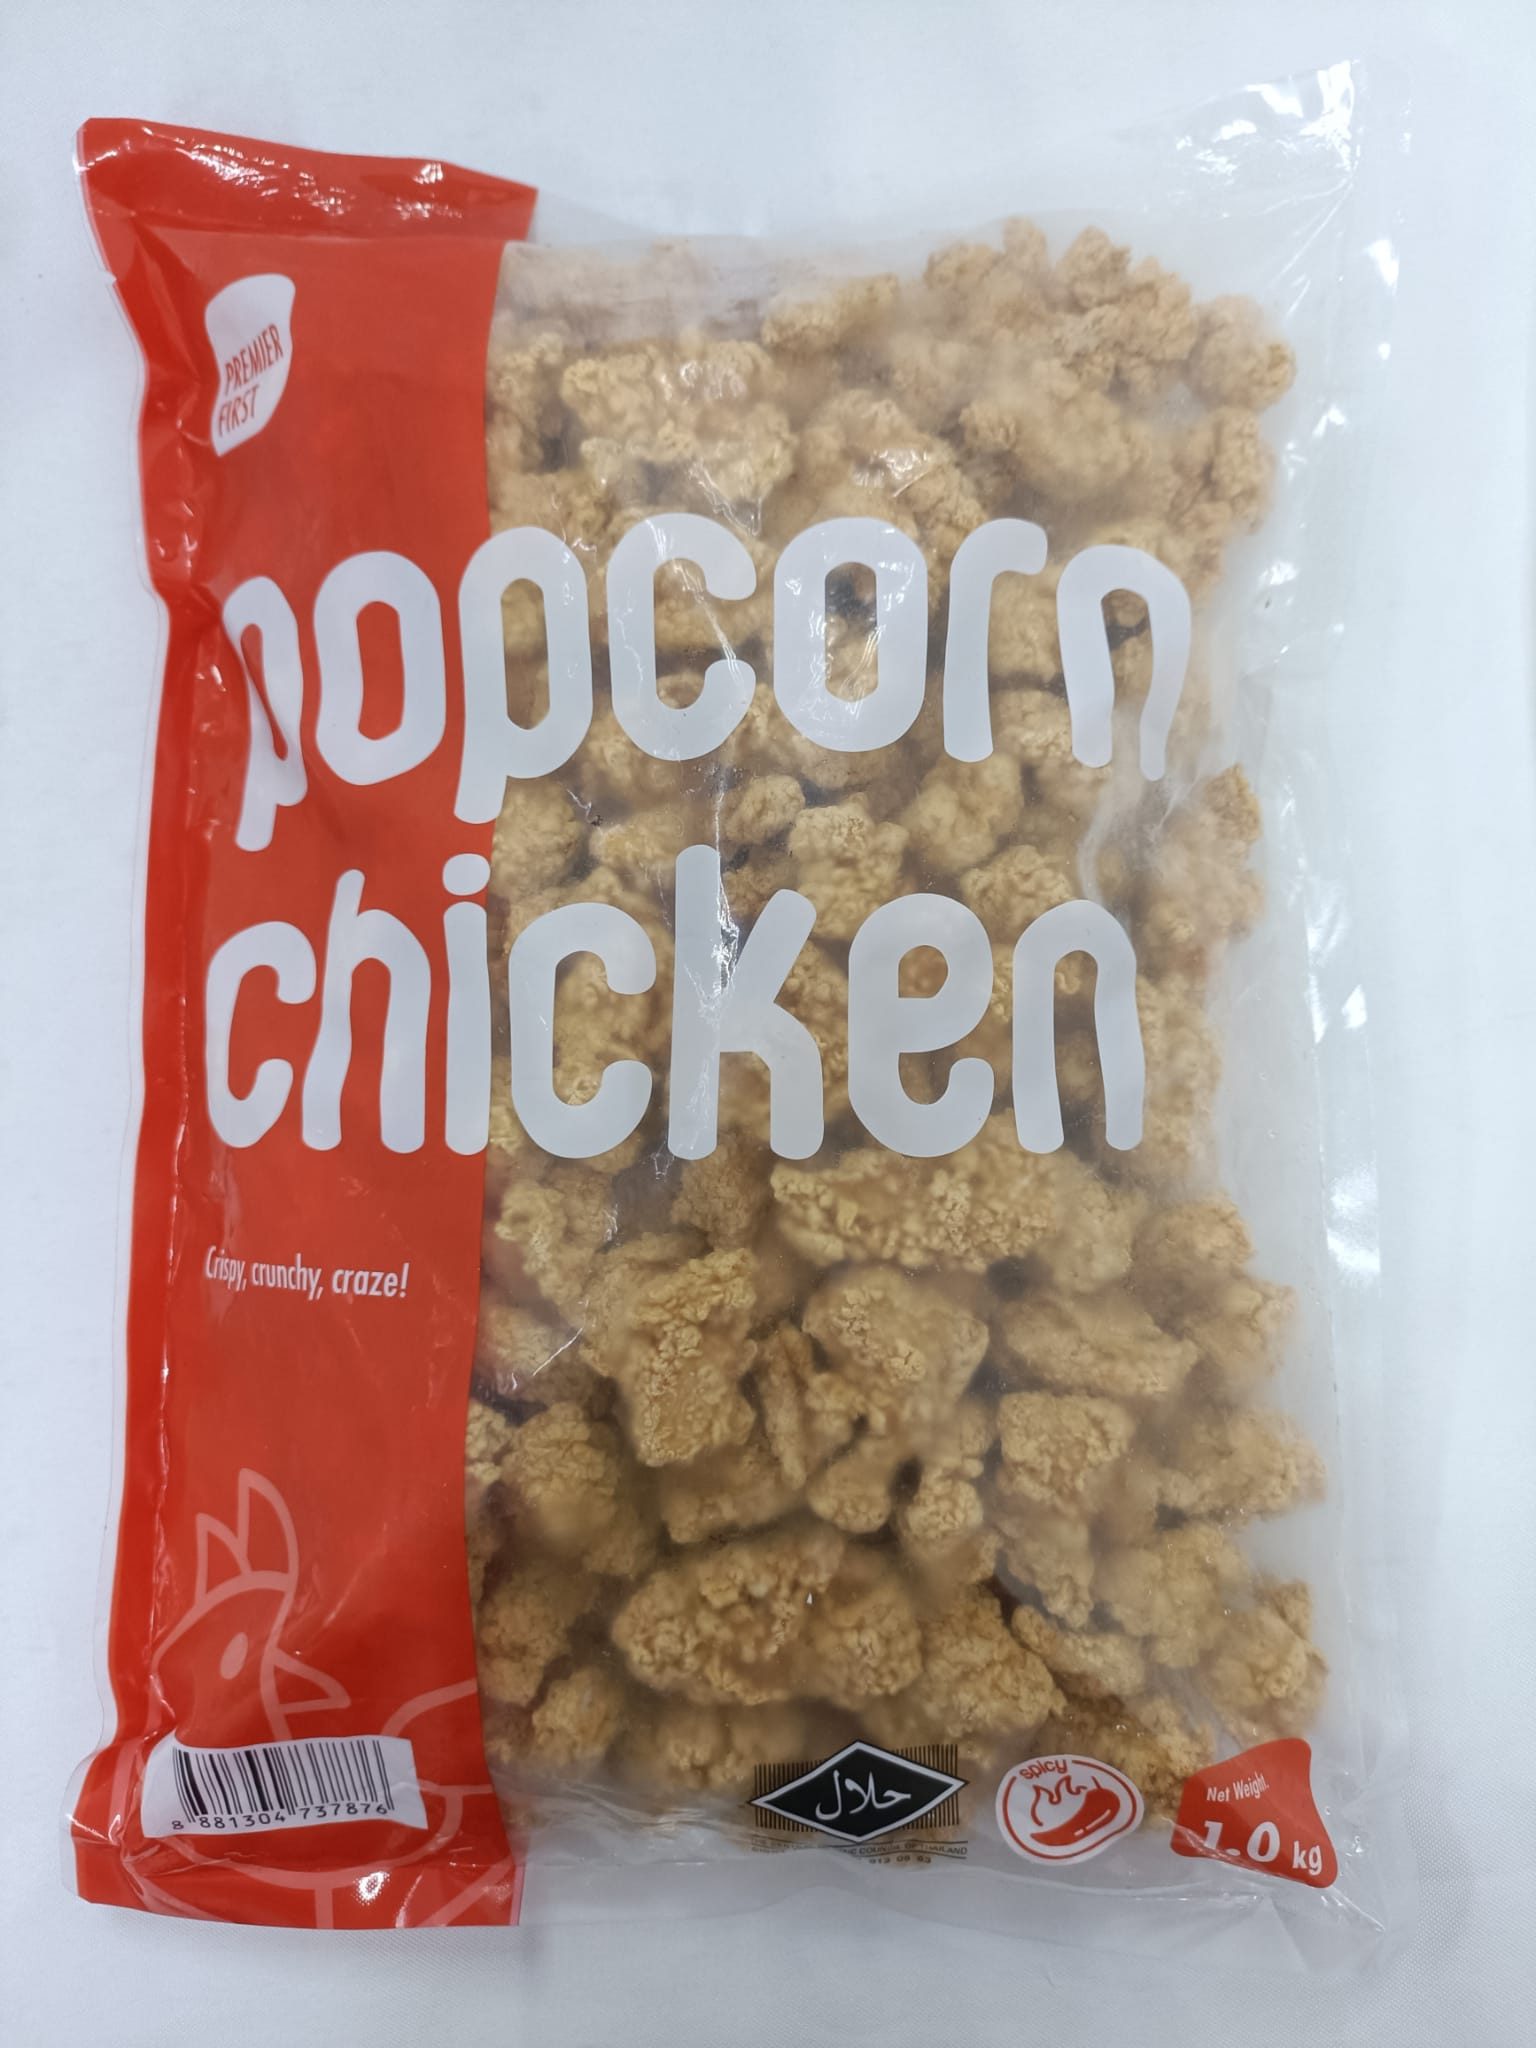 PREMIER
FIRST
popcorn
chicken
Crispy, crunchy, craze!
8 881304 737876
حلال
spicy
Net Weight.
1.0 kg